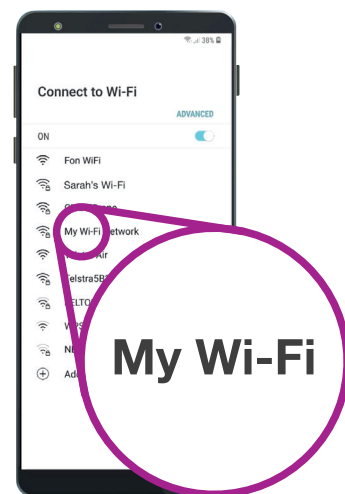 38%
Connect to Wi-Fi
ADVANCED
ON
Fon WiFi
Sarah's Wi-Fi
My Wi-Fi Network
Air
Telstra5B
My Wi-Fi